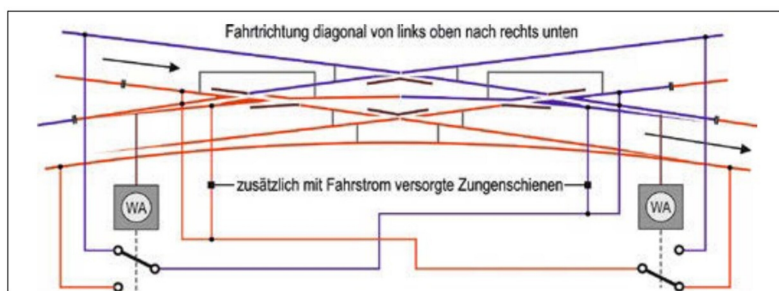 Fahrtrichtung diagonal von links oben nach rechts unten
zusätzlich mit Fahrstrom versorgte Zungenschienen
WA
WA